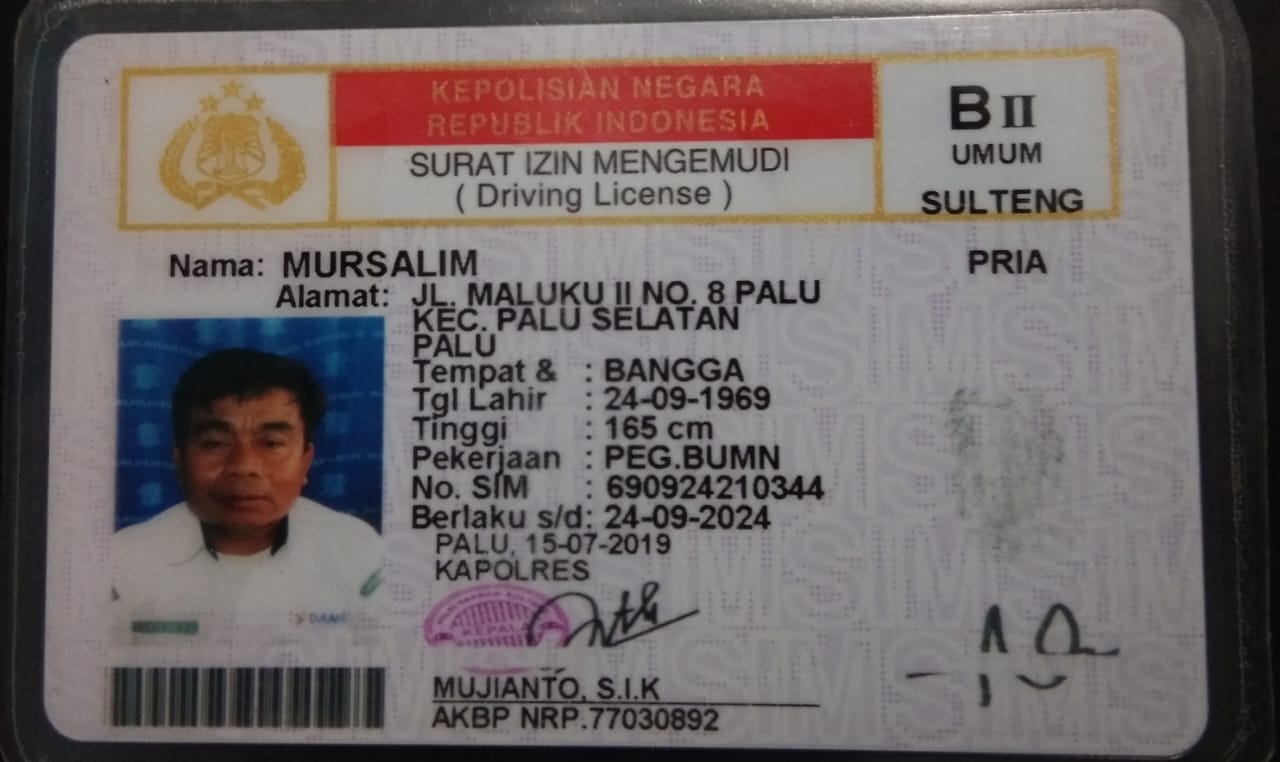 KEPOLISIAN NEGARA
REPUBLIK INDONESIA
SURAT IZIN MENGEMUDI
( Driving License )
B II
UMUM
SULTENG
Nama: MURSALIM
PRIA
Alamat: JL. MALUKU II NO. 8 PALU
KEC. PALU SELATAN
PALU
Tempat & : BANGGA
Tgl Lahir : 24-09-1969
Tinggi : 165 cm
Pekerjaan : PEG.BUMN
No. SIM : 690924210344
Berlaku s/d: 24-09-2024
PALU, 15-07-2019
KAPOLRES
KEPALA
MUJIANTO, S.I.K
AKBP NRP.77030892